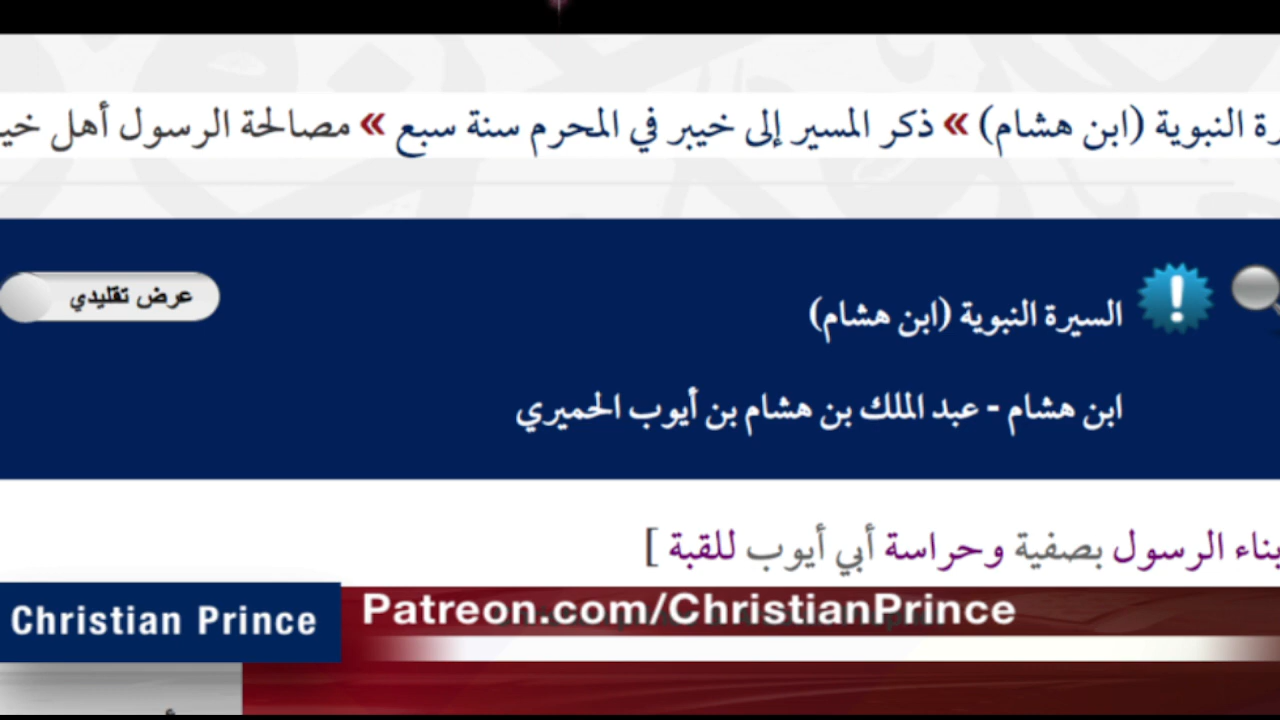 رة النبوية (ابن هشام) » ذكر المسير إلى خيبر في المحرم سنة سبع » مصالحة الرسول أهل
عرض تقليدي
السيرة النبوية (ابن هشام)
ابن هشام - عبد الملك بن هشام بن أيوب الحميري
بناء الرسول بصفية وحراسة أبي أيوب للقبة ]
Christian Prince
Patreon.com/ChristianPrince